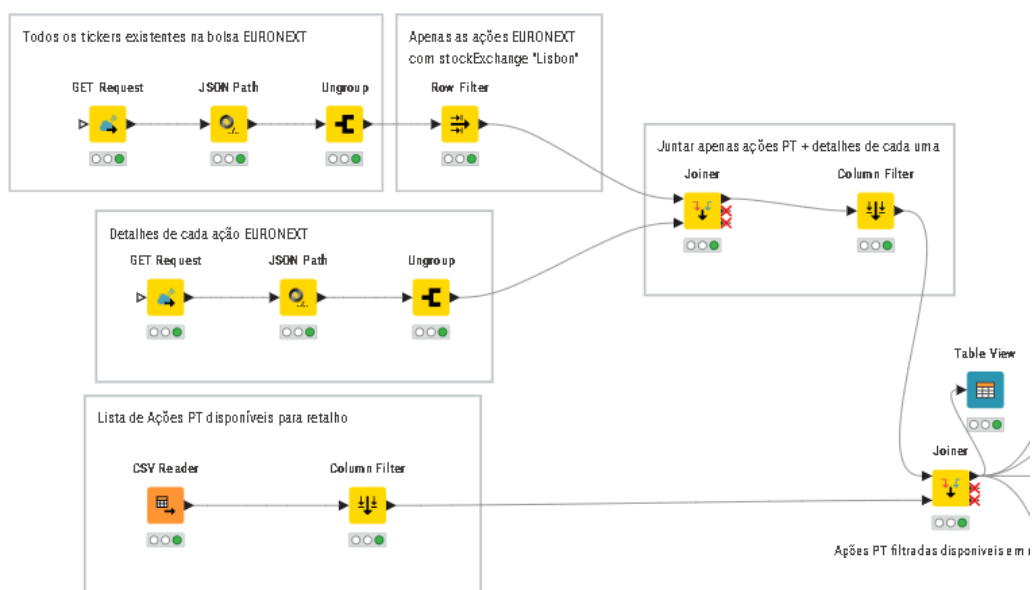 Todos os tickers existentes na bolsa EURONEXT
GET Request
JSON Path
Ungroup
Apenas as ações EURONEXT
com stockExchange "Lisbon"
Row Filter
Juntar apenas ações PT + detalhes de cada uma
Joiner
Column Filter
Detalhes de cada ação EURONEXT
GET Request
JSON Path
Ungroup
Table View
Lista de Ações PT disponíveis para retalho
CSV Reader
Column Filter
Joiner
Ações PT filtradas disponiveis em